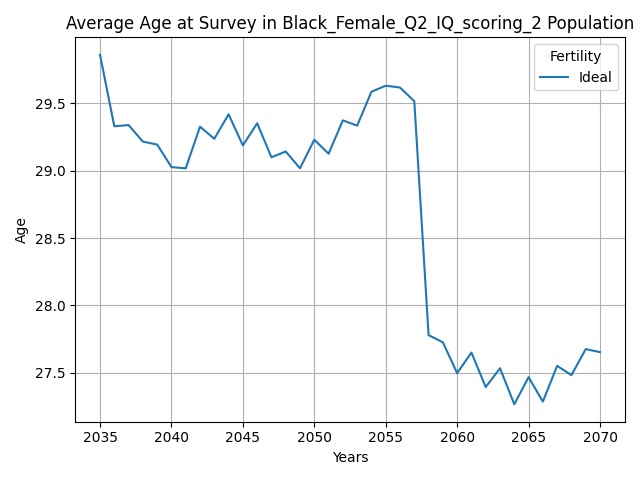 Average Age at Survey in Black_Female_Q2_IQ_scoring_2 Population
Fertility
Ideal
29.5
29.0
28.5
28.0
27.5
Age
2035 2040 2045 2050 2055 2060 2065 2070
Years